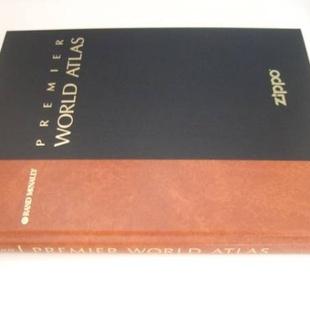 PREMIER
WORLD ATLAS
zippo
RAND MCNALLY
PREMIER WORLD ATLAS